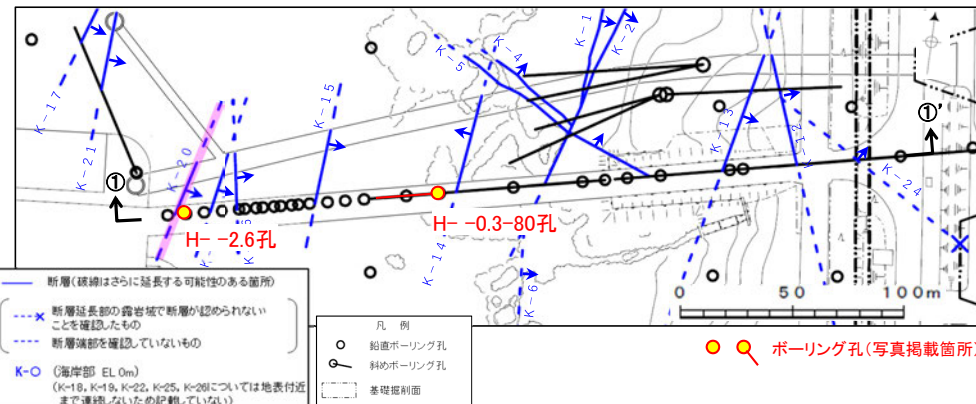 K-1
K-2
K-4
K-5
K-17
K-15
K-21
K-20
K-13
K-12
①
①'
K-24
H- -2.6孔
H- -0.3-80孔
K-14
K-6
断層(破線はさらに延長する可能性のある箇所)
断層延長部の露岩域で断層が認められない
ことを確認したもの
断層端部を確認していないもの
K-○ (海岸部 EL 0m)
(K-18, K-19, K-22, K-25, K-26については地表付近
まで連続しないため記載していない)
凡 例
鉛直ボーリング孔
斜めボーリング孔
基礎掘削面
0 50 100m
ボーリング孔(写真掲載箇所)